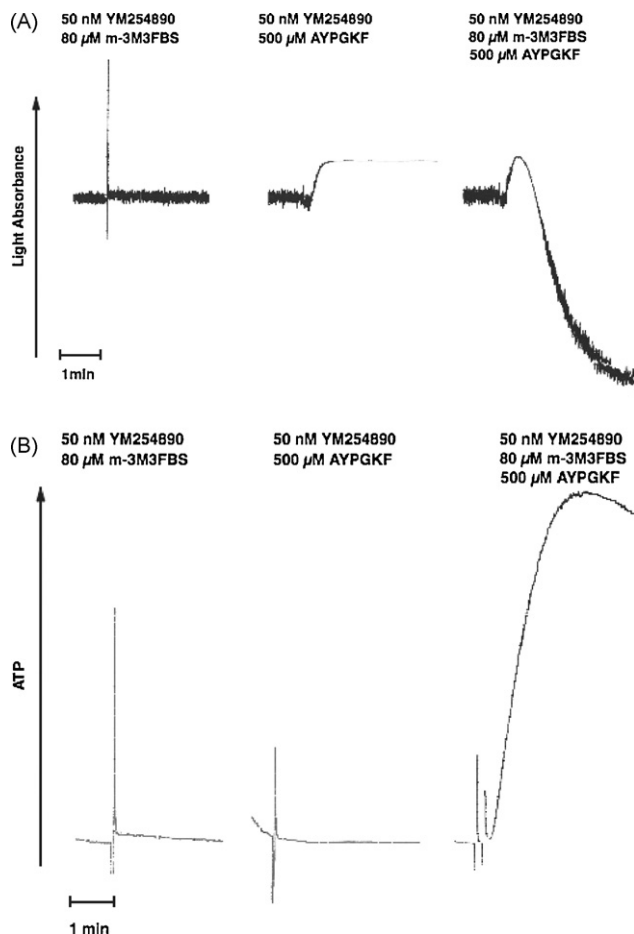 (A)
50 nM YM254890
80 µM m-3M3FBS
50 nM YM254890
500 µM AYPGKF
50 nM YM254890
80 µM m-3M3FBS
500 µM AYPGKF
Light Absorbance
1min
(B)
50 nM YM254890
80 µM m-3M3FBS
50 nM YM254890
500 µM AYPGKF
50 nM YM254890
80 µM m-3M3FBS
500 µM AYPGKF
ATP
1 min